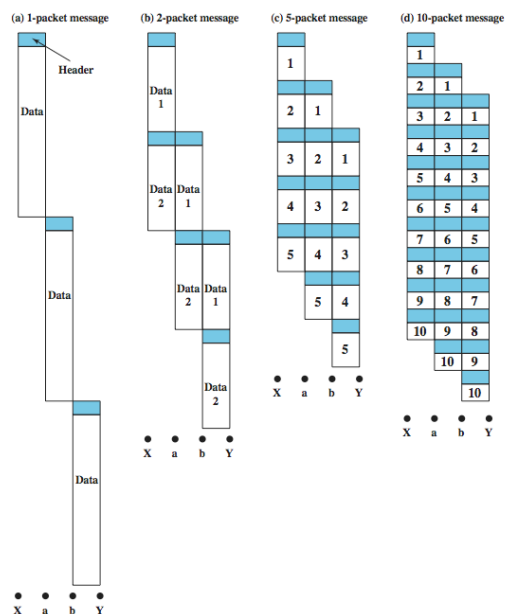 (a) 1-packet message
Header
Data
Data
Data
X a b Y
(b) 2-packet message
Data
1
Data Data
2 1
Data Data
2 1
Data
2
X a b Y
(c) 5-packet message
1
2 1
3 2 1
4 3 2
5 4 3
5 4
5
X a b Y
(d) 10-packet message
1
2 1
3 2 1
4 3 2
5 4 3
6 5 4
7 6 5
8 7 6
9 8 7
10 9 8
10 9
10
X a b Y